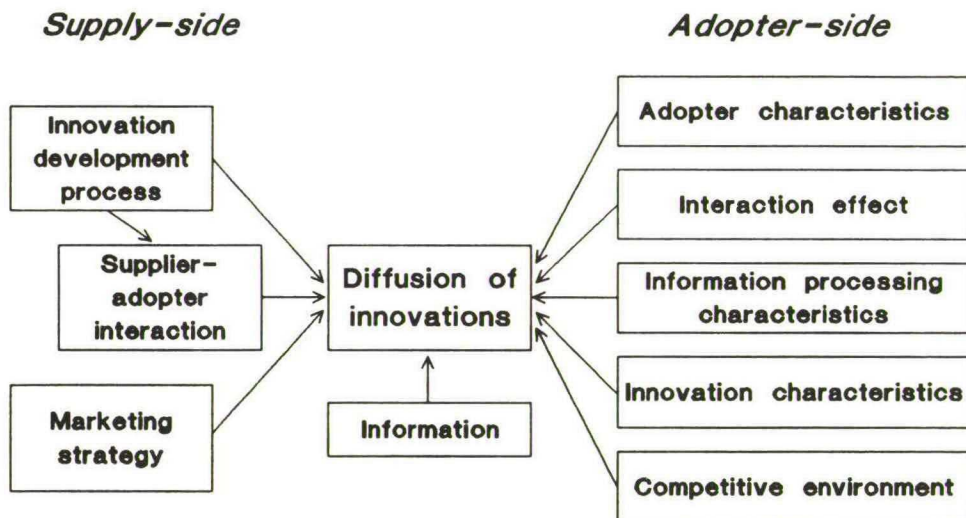 Supply-side
Adopter-side
Innovation
development
process
Supplier-
adopter
interaction
Marketing
strategy
Diffusion of
innovations
Information
Adopter characteristics
Interaction effect
Information processing
characteristics
Innovation characteristics
Competitive environment